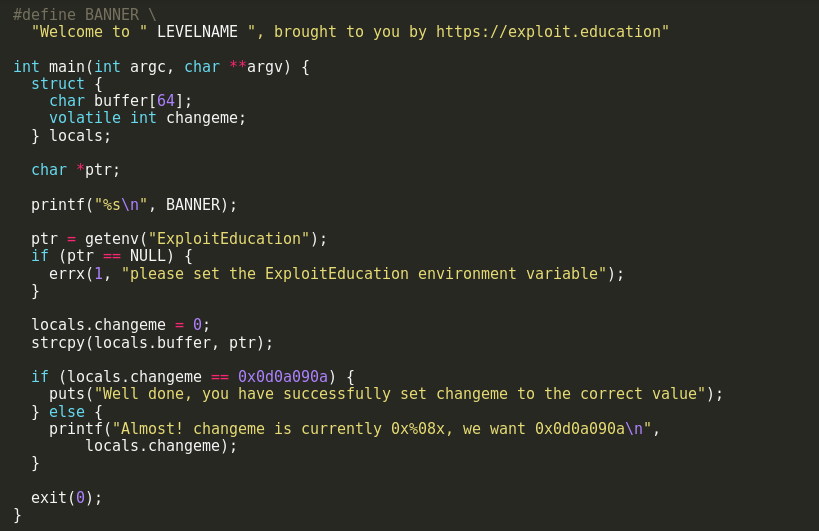 #define BANNER \
  "Welcome to " LEVELNAME ", brought to you by https://exploit.education"

int main(int argc, char **argv) {
  struct {
    char buffer[64];
    volatile int changeme;
  } locals;

  char *ptr;

  printf("%s\n", BANNER);

  ptr = getenv("ExploitEducation");
  if (ptr == NULL) {
    errx(1, "please set the ExploitEducation environment variable");
  }

  locals.changeme = 0;
  strcpy(locals.buffer, ptr);

  if (locals.changeme == 0x0d0a090a) {
    puts("Well done, you have successfully set changeme to the correct value");
  } else {
    printf("Almost! changeme is currently 0x%08x, we want 0x0d0a090a\n",
        locals.changeme);
  }

  exit(0);
}